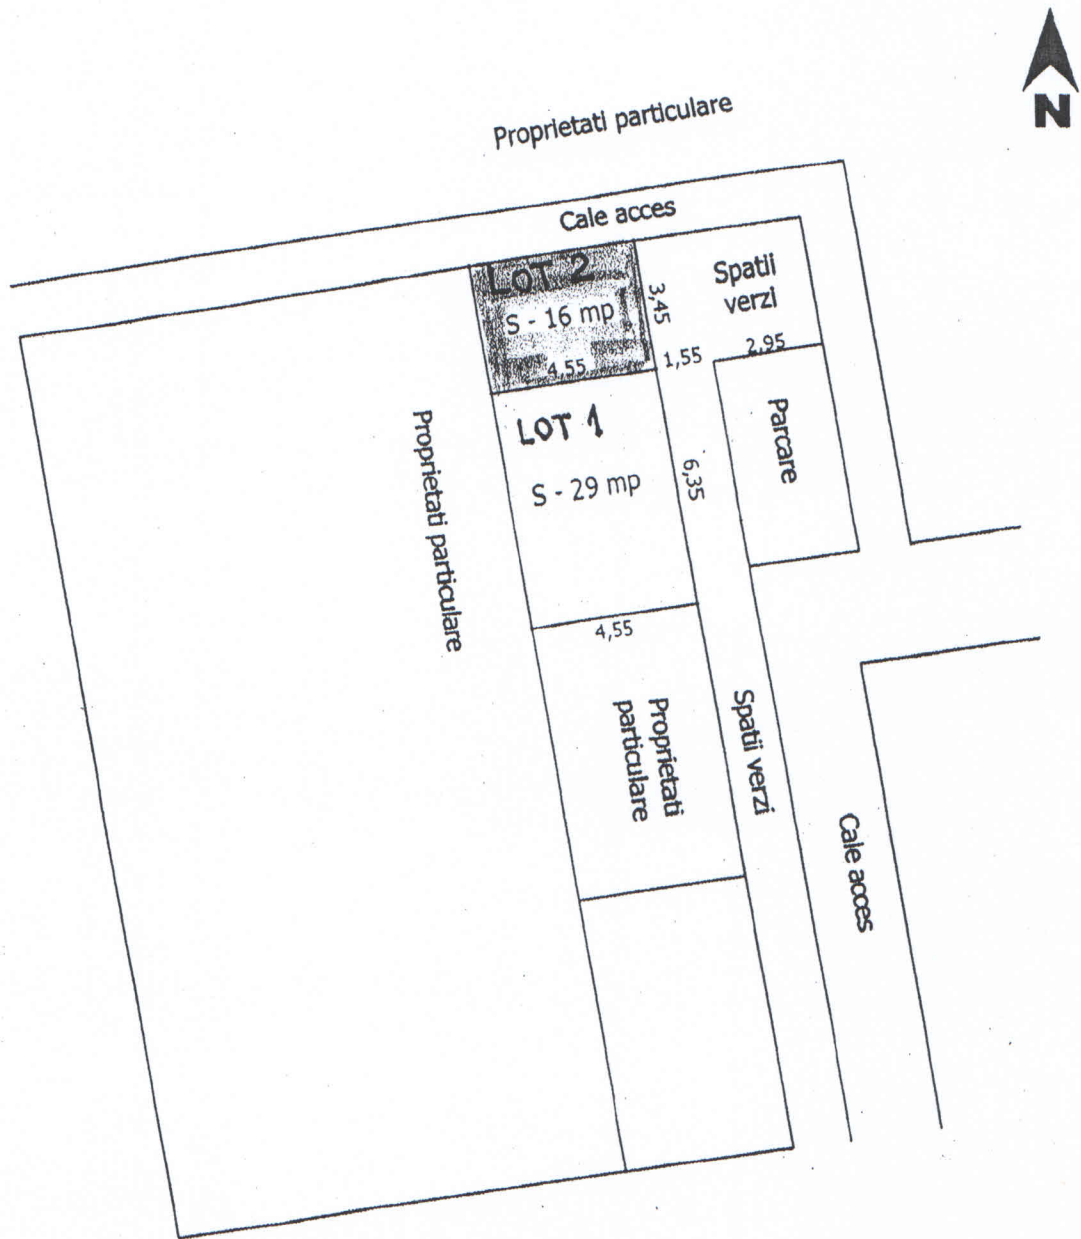 N
Proprietati particulare
Cale acces
LOT 2
S - 16 mp
4,55
3,45
Spatii
verzi
1,55
2,95
LOT 1
S - 29 mp
6,35
Parcare
Proprietati particulare
4,55
Proprietati
particulare
Spatii verzi
Cale acces